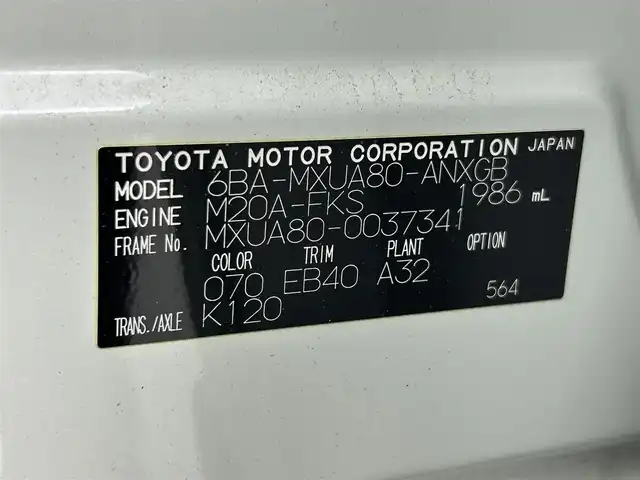 TOYOTA MOTOR CORPORATION JAPAN
MODEL 6BA-MXUA80-ANXGB
ENGINE M20A-FKS 1986 mL
FRAME No. MXUA80-0037341
COLOR TRIM PLANT OPTION
070 EB40 A32
TRANS./AXLE K120 564